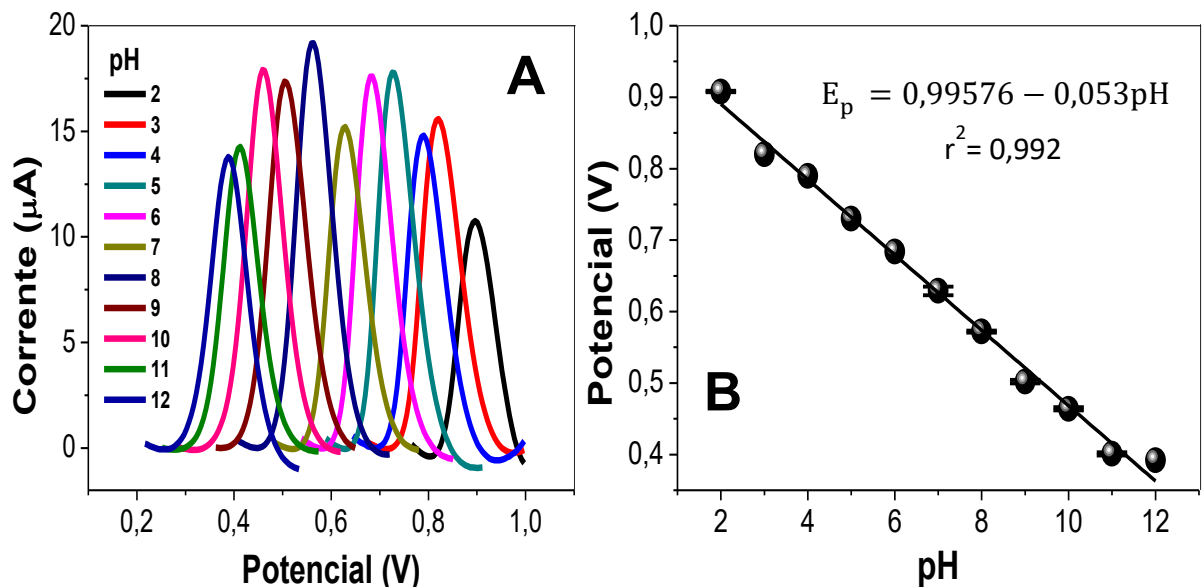 A
pH
2
3
4
5
6
7
8
9
10
11
12
Corrente (µA)
20
15
10
5
0
0,2 0,4 0,6 0,8 1,0
Potencial (V)
B
E_p = 0,99576 − 0,053pH
r² = 0,992
Potencial (V)
1,0
0,9
0,8
0,7
0,6
0,5
0,4
2 4 6 8 10 12
pH